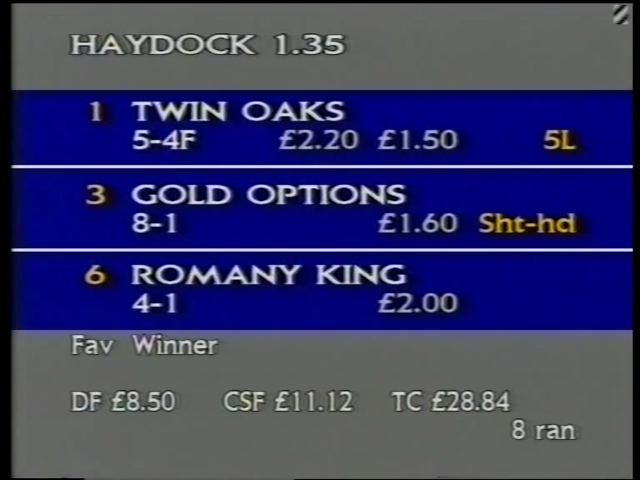 HAYDOCK 1.35
1 TWIN OAKS
5-4F £2.20 £1.50 5L
3 GOLD OPTIONS
8-1 £1.60 Sht-hd
6 ROMANY KING
4-1 £2.00
Fav Winner
DF £8.50 CSF £11.12 TC £28.84
8 ran